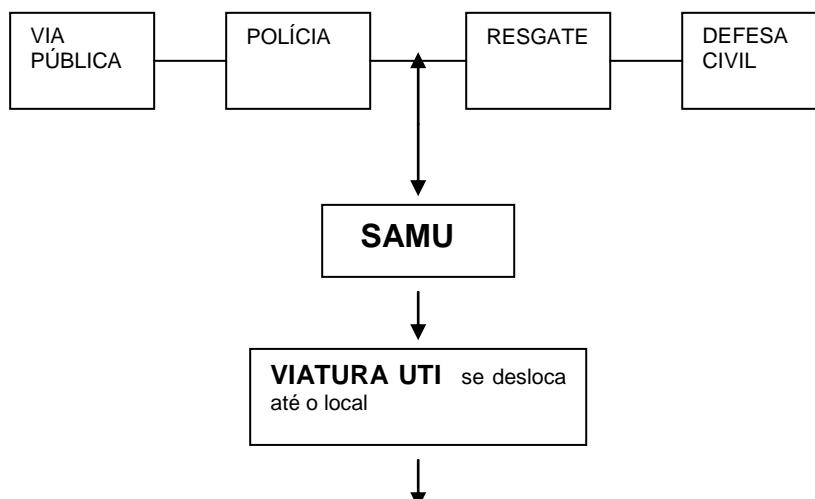 VIA
PÚBLICA
POLÍCIA
RESGATE
DEFESA
CIVIL
SAMU
VIATURA UTI se desloca
até o local